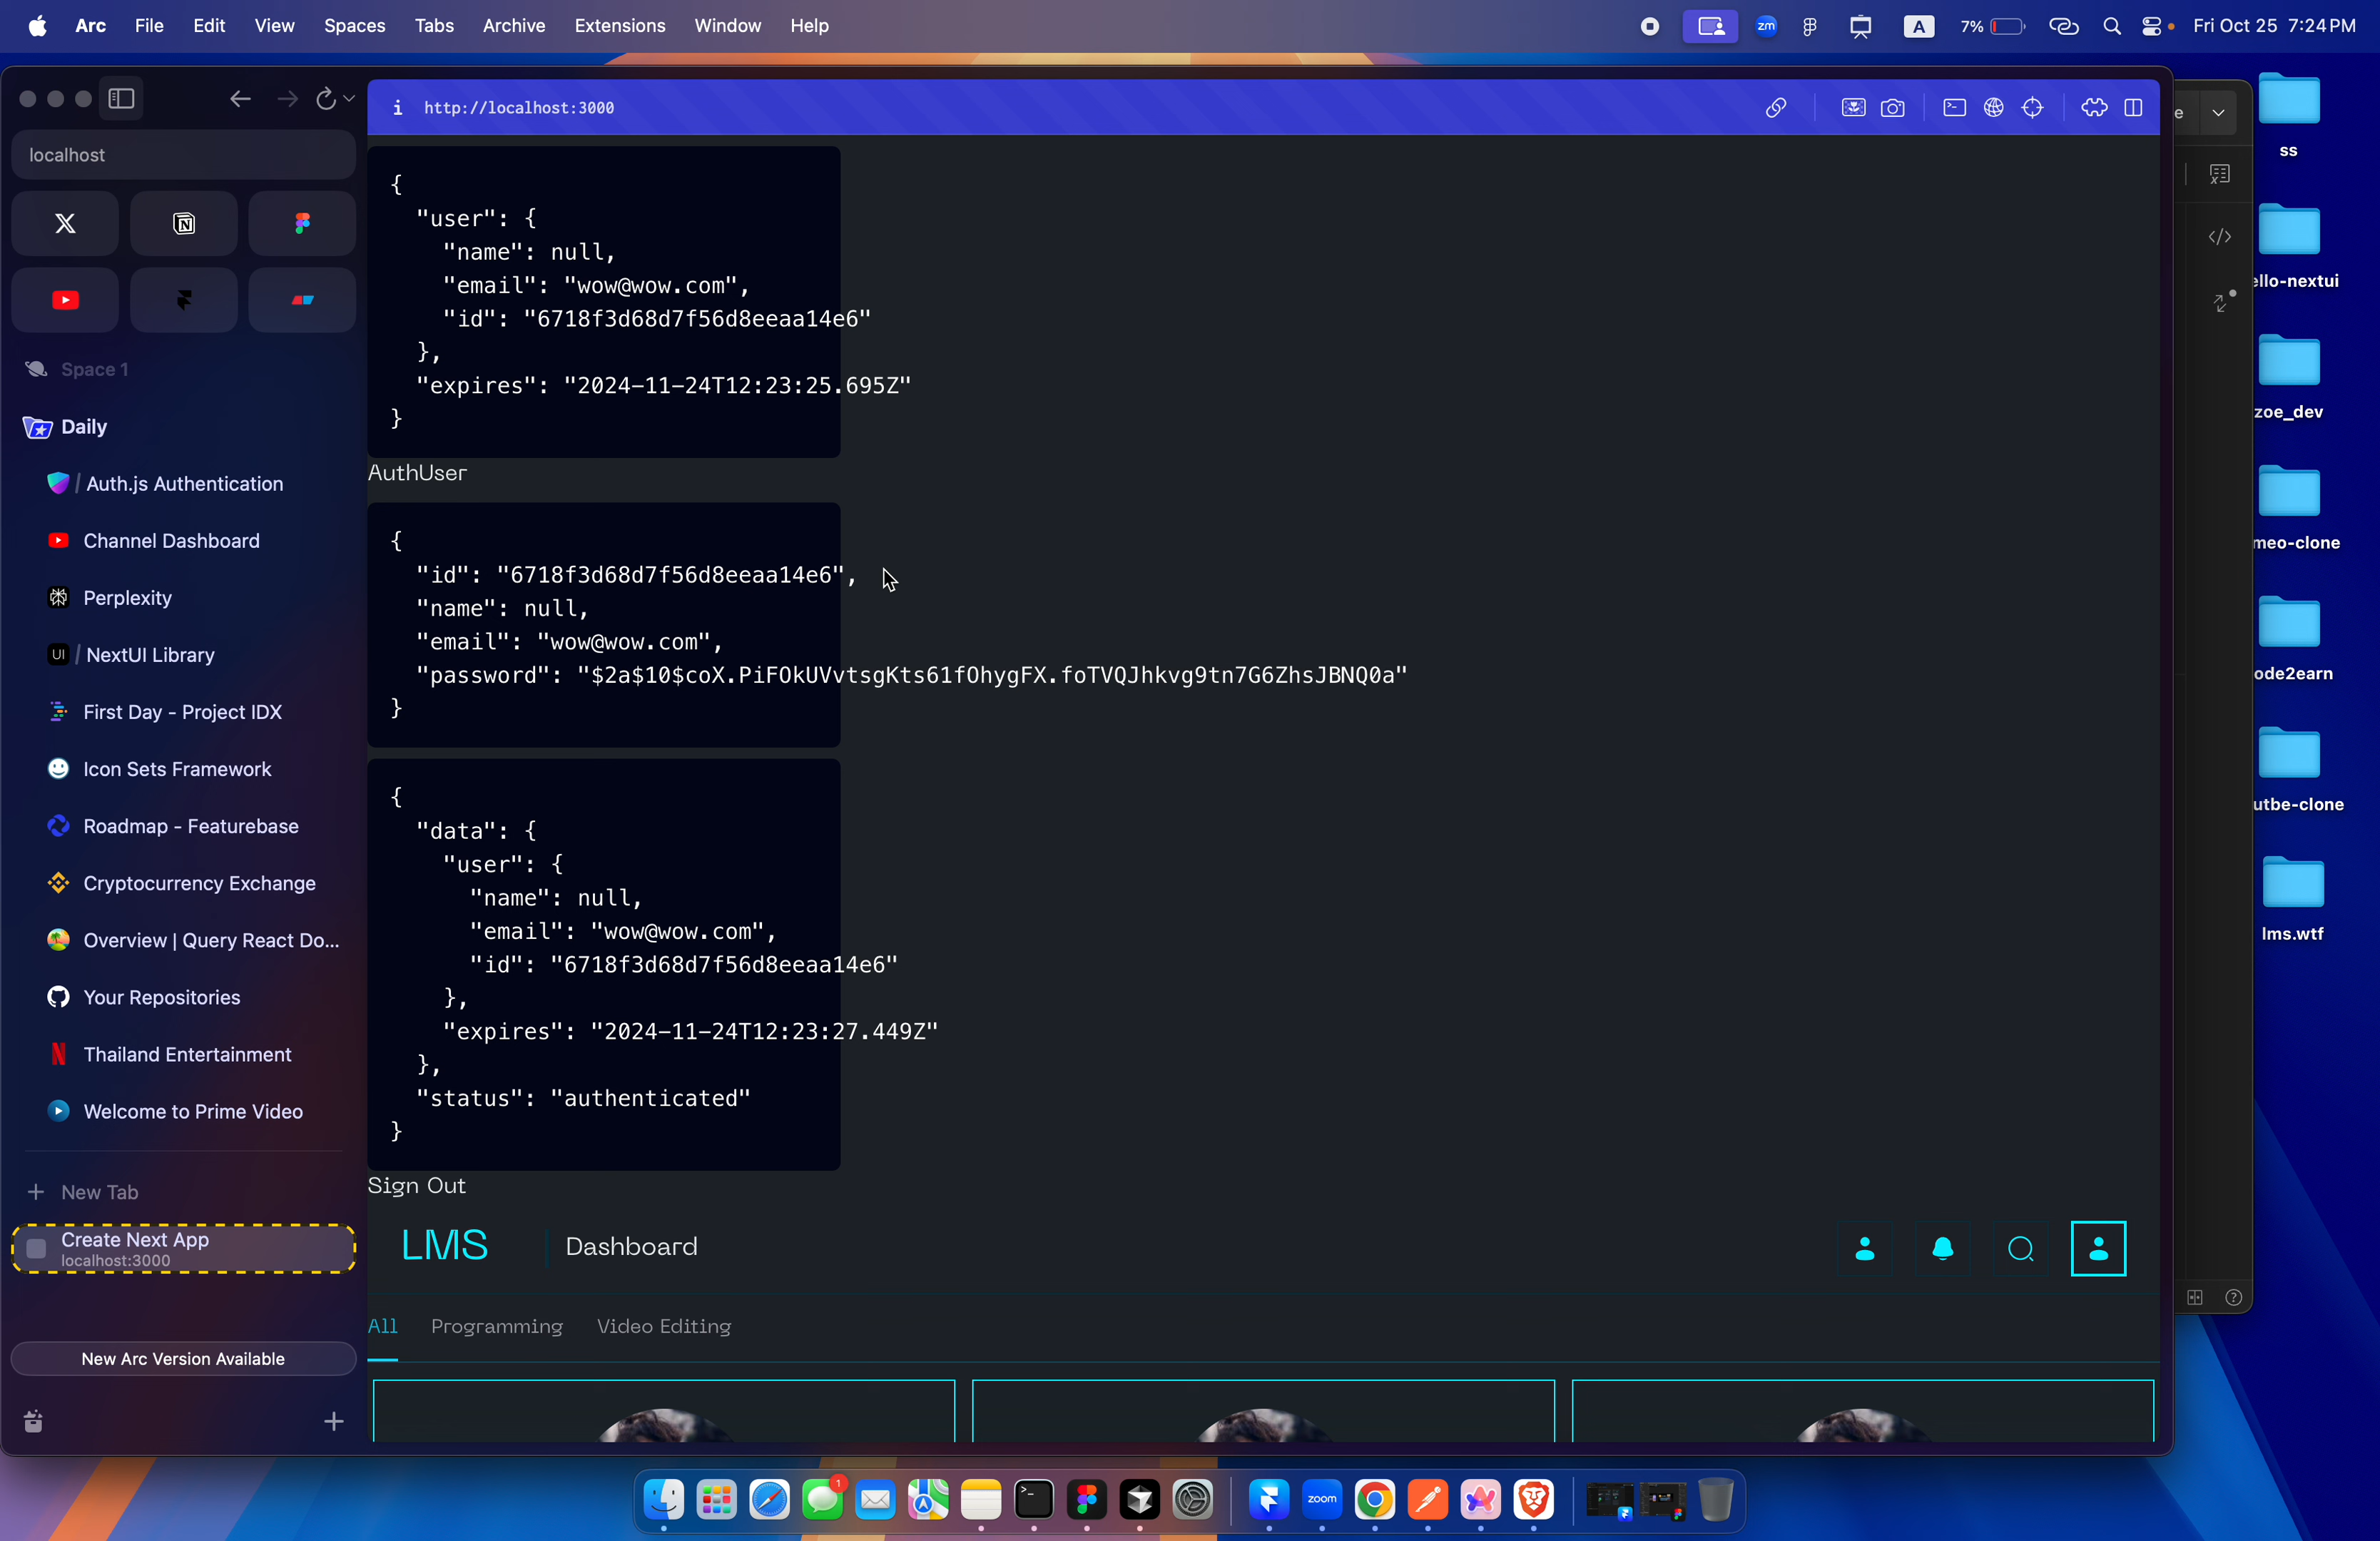 Arc File Edit View Spaces Tabs Archive Extensions Window Help
zm A 7% Fri Oct 25 7:24 PM
http://localhost:3000
localhost
Space 1
Daily
/ Auth.js Authentication
Channel Dashboard
Perplexity
UI / NextUI Library
First Day - Project IDX
Icon Sets Framework
Roadmap - Featurebase
Cryptocurrency Exchange
Overview | Query React Do...
Your Repositories
Thailand Entertainment
Welcome to Prime Video
New Tab
Create Next App
localhost:3000
New Arc Version Available
{
"user": {
"name": null,
"email": "wow@wow.com",
"id": "6718f3d68d7f56d8eeaa14e6"
},
"expires": "2024-11-24T12:23:25.695Z"
}
AuthUser
{
"id": "6718f3d68d7f56d8eeaa14e6",
"name": null,
"email": "wow@wow.com",
"password": "$2a$10$coX.PiFOkUVvtsgKts61fOhygFX.foTVQJhkvg9tn7G6ZhsJBNQ0a"
}
{
"data": {
"user": {
"name": null,
"email": "wow@wow.com",
"id": "6718f3d68d7f56d8eeaa14e6"
},
"expires": "2024-11-24T12:23:27.449Z"
},
"status": "authenticated"
}
Sign Out
LMS Dashboard
All Programming Video Editing
e
ss
ello-nextui
zoe_dev
meo-clone
ode2earn
utbe-clone
lms.wtf
1
zoom